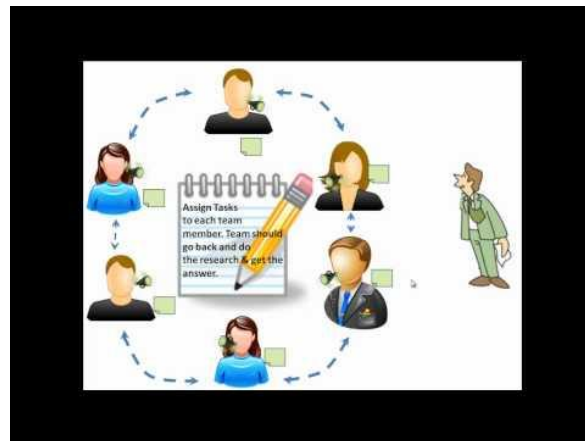 Assign Tasks
to each team
member. Team should
go back and do
the research & get the
answer.